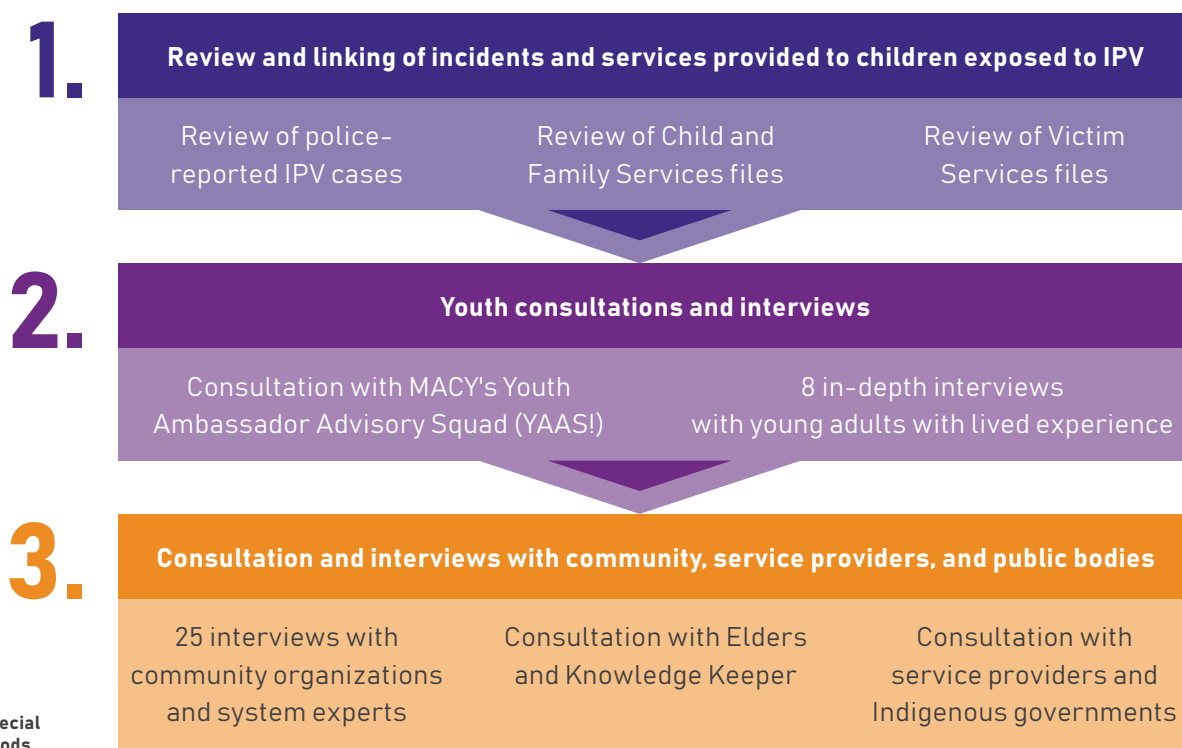 1.
Review and linking of incidents and services provided to children exposed to IPV
Review of police-
reported IPV cases
Review of Child and
Family Services files
Review of Victim
Services files
2.
Youth consultations and interviews
Consultation with MACY's Youth
Ambassador Advisory Squad (YAAS!)
8 in-depth interviews
with young adults with lived experience
3.
Consultation and interviews with community, service providers, and public bodies
25 interviews with
community organizations
and system experts
Consultation with Elders
and Knowledge Keeper
Consultation with
service providers and
Indigenous governments